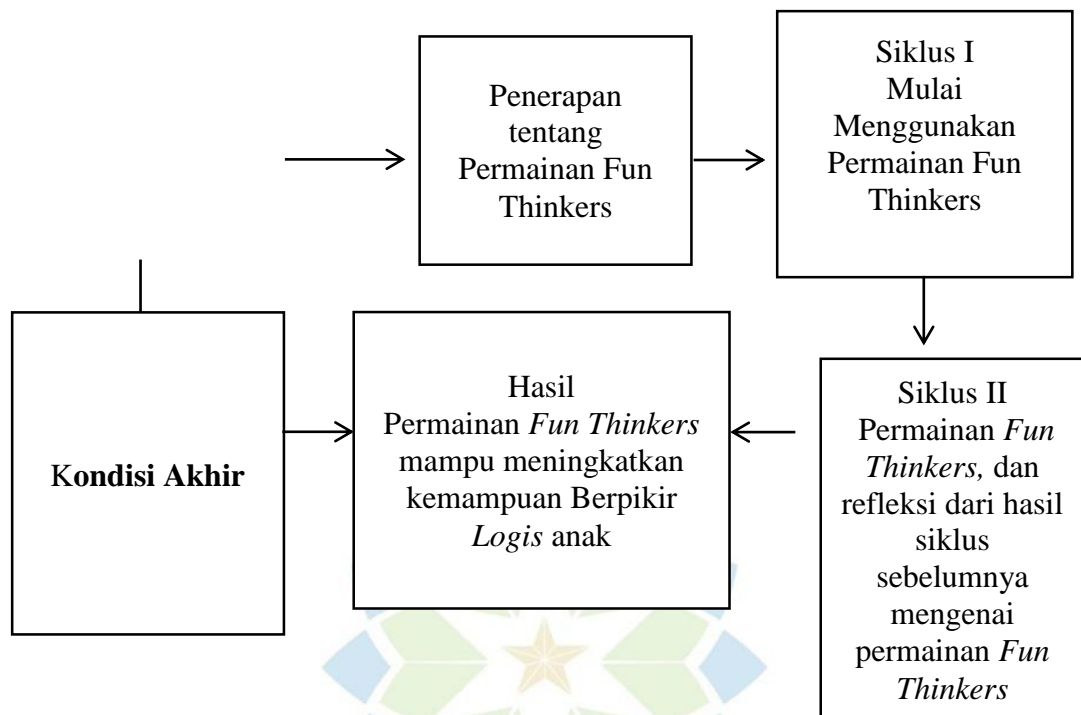 Penerapan
tentang
Permainan Fun
Thinkers
Siklus I
Mulai
Menggunakan
Permainan Fun
Thinkers
Kondisi Akhir
Hasil
Permainan Fun Thinkers
mampu meningkatkan
kemampuan Berpikir
Logis anak
Siklus II
Permainan Fun
Thinkers, dan
refleksi dari hasil
siklus
sebelumnya
mengenai
permainan Fun
Thinkers